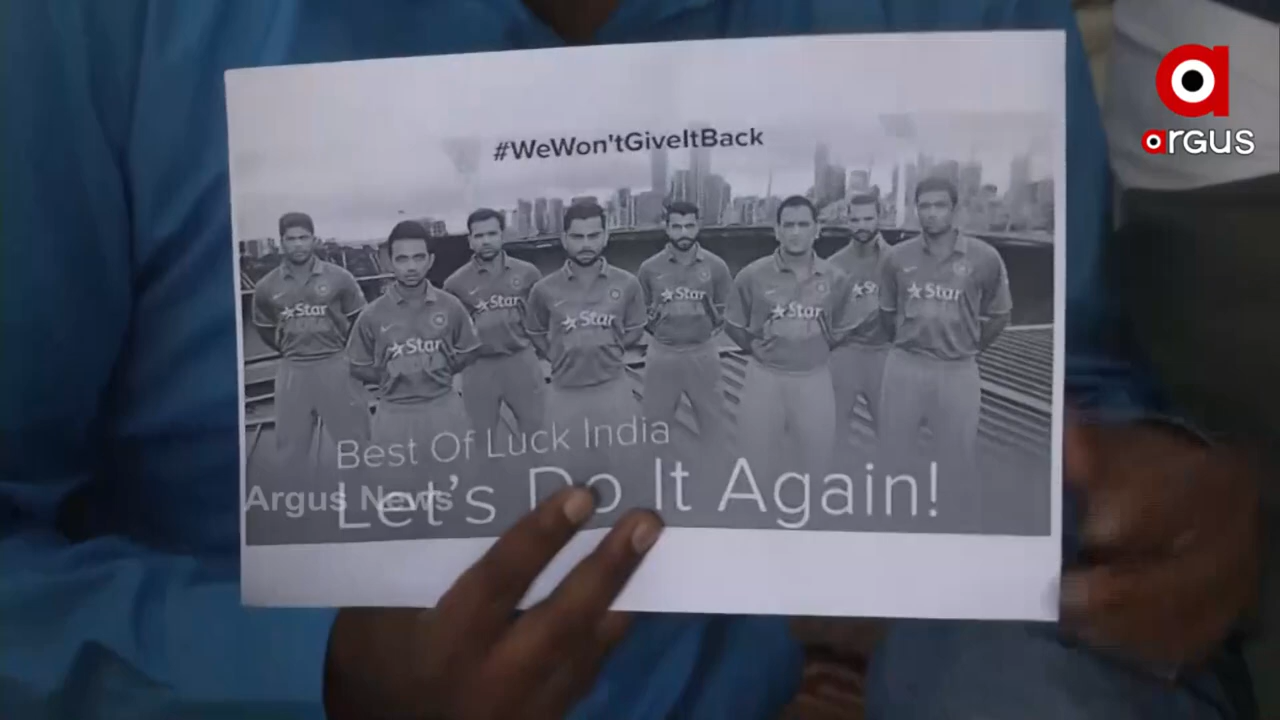 #WeWon'tGiveItBack
argus
Star
Star
Star
Star
Star
Star
Star
Best Of Luck India
Let's Do It Again!
Argus News